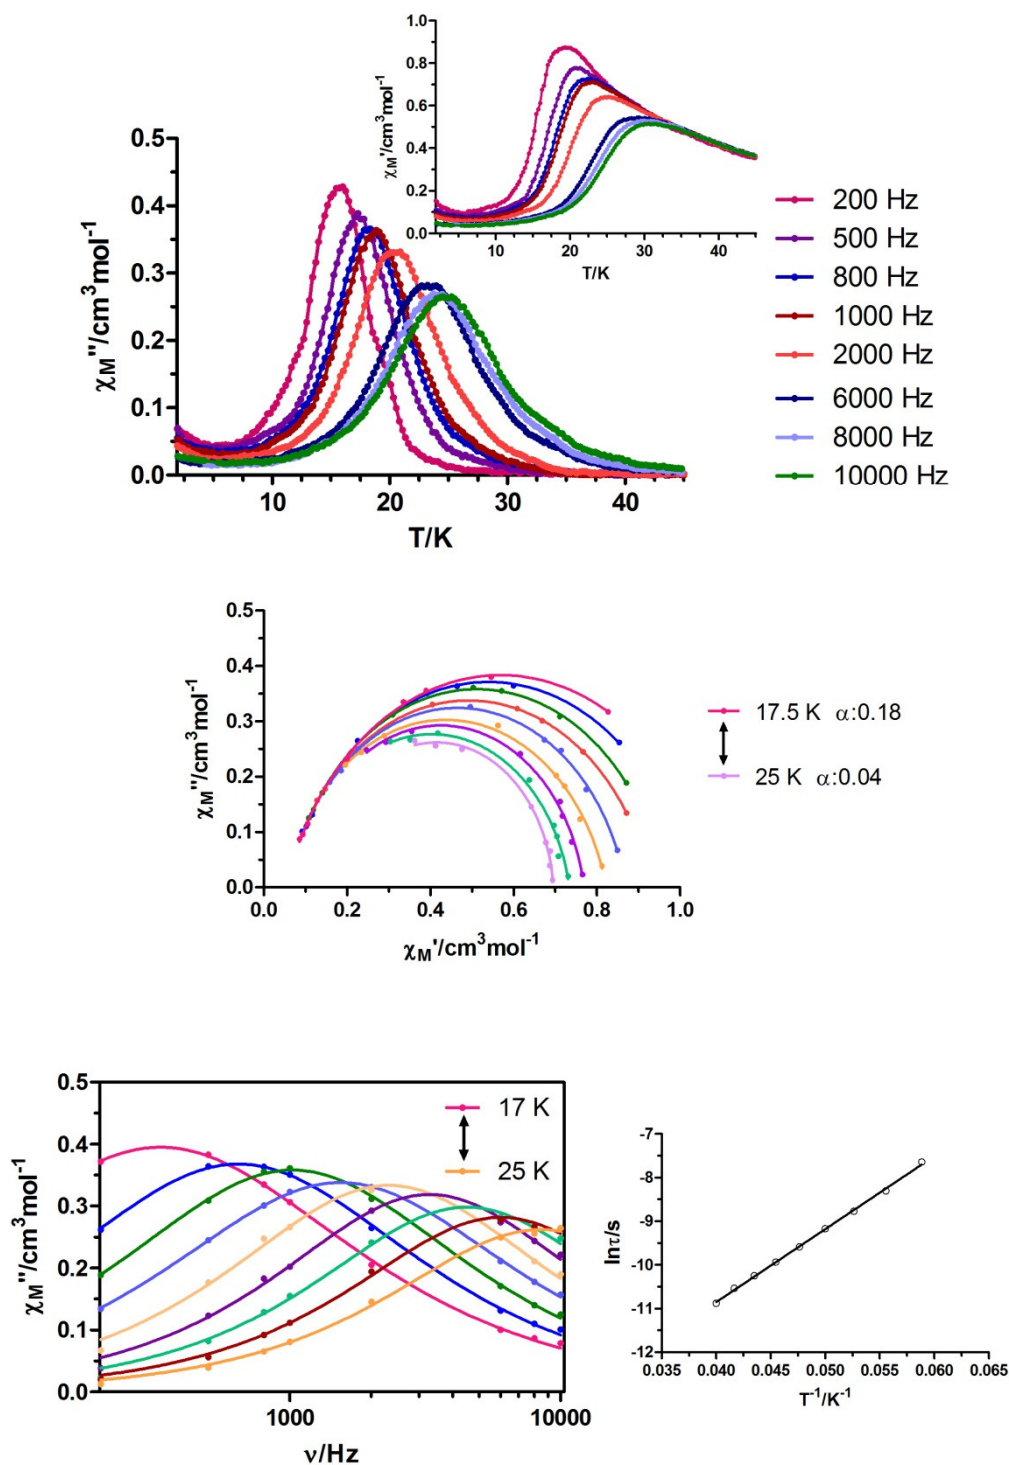 1.0
0.8
0.6
0.4
0.2
0.0
χM'/cm3mol-1
10
20
30
40
T/K
0.5
0.4
0.3
0.2
0.1
0.0
χM''/cm3mol-1
10
20
30
40
T/K
200 Hz
500 Hz
800 Hz
1000 Hz
2000 Hz
6000 Hz
8000 Hz
10000 Hz
0.5
0.4
0.3
0.2
0.1
0.0
χM''/cm3mol-1
0.0
0.2
0.4
0.6
0.8
1.0
χM'/cm3mol-1
17.5 K α:0.18
25 K α:0.04
0.5
0.4
0.3
0.2
0.1
0.0
χM''/cm3mol-1
1000
10000
ν/Hz
17 K
25 K
-7
-8
-9
-10
-11
-12
lnτ/s
0.035
0.040
0.045
0.050
0.055
0.060
0.065
T-1/K-1